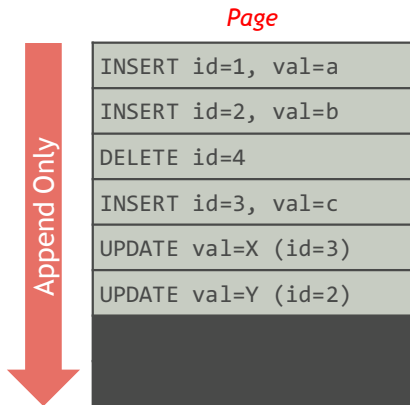 Page
INSERT id=1, val=a
INSERT id=2, val=b
DELETE id=4
INSERT id=3, val=c
UPDATE val=X (id=3)
UPDATE val=Y (id=2)
Append Only